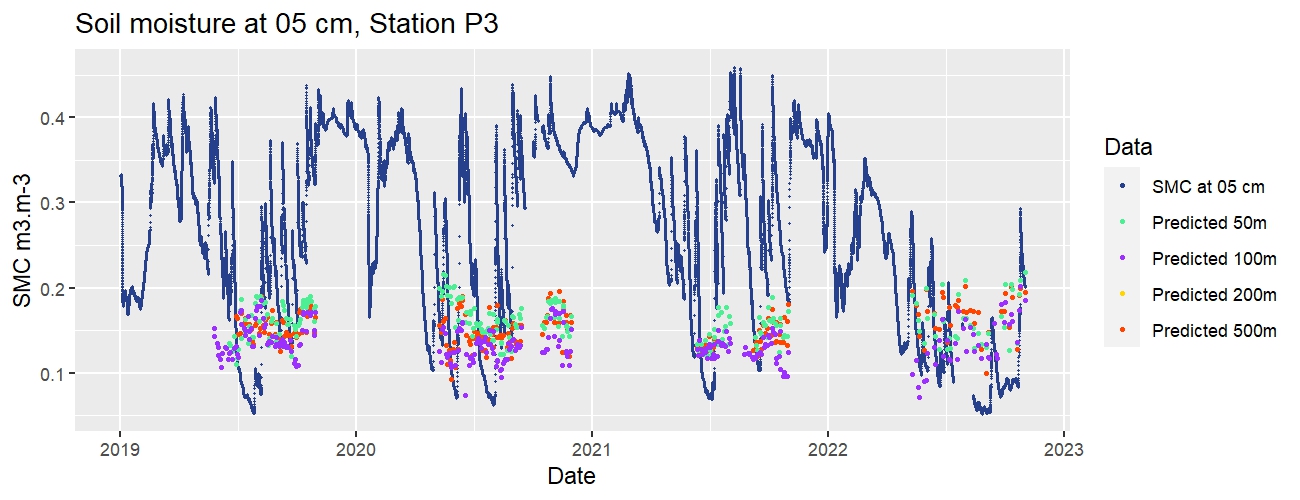 Soil moisture at 05 cm, Station P3
SMC m3.m-3
0.4
0.3
0.2
0.1
2019
2020
2021
2022
2023
Date
Data
SMC at 05 cm
Predicted 50m
Predicted 100m
Predicted 200m
Predicted 500m